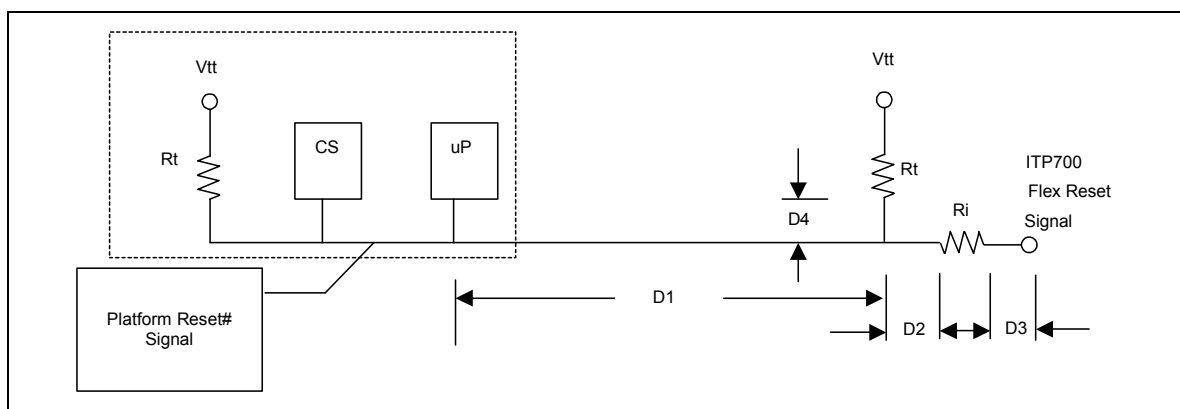 Vtt
Vtt
Rt
CS
uP
Rt
ITP700
Flex Reset
Signal
Ri
D4
Platform Reset#
Signal
D1
D2
D3